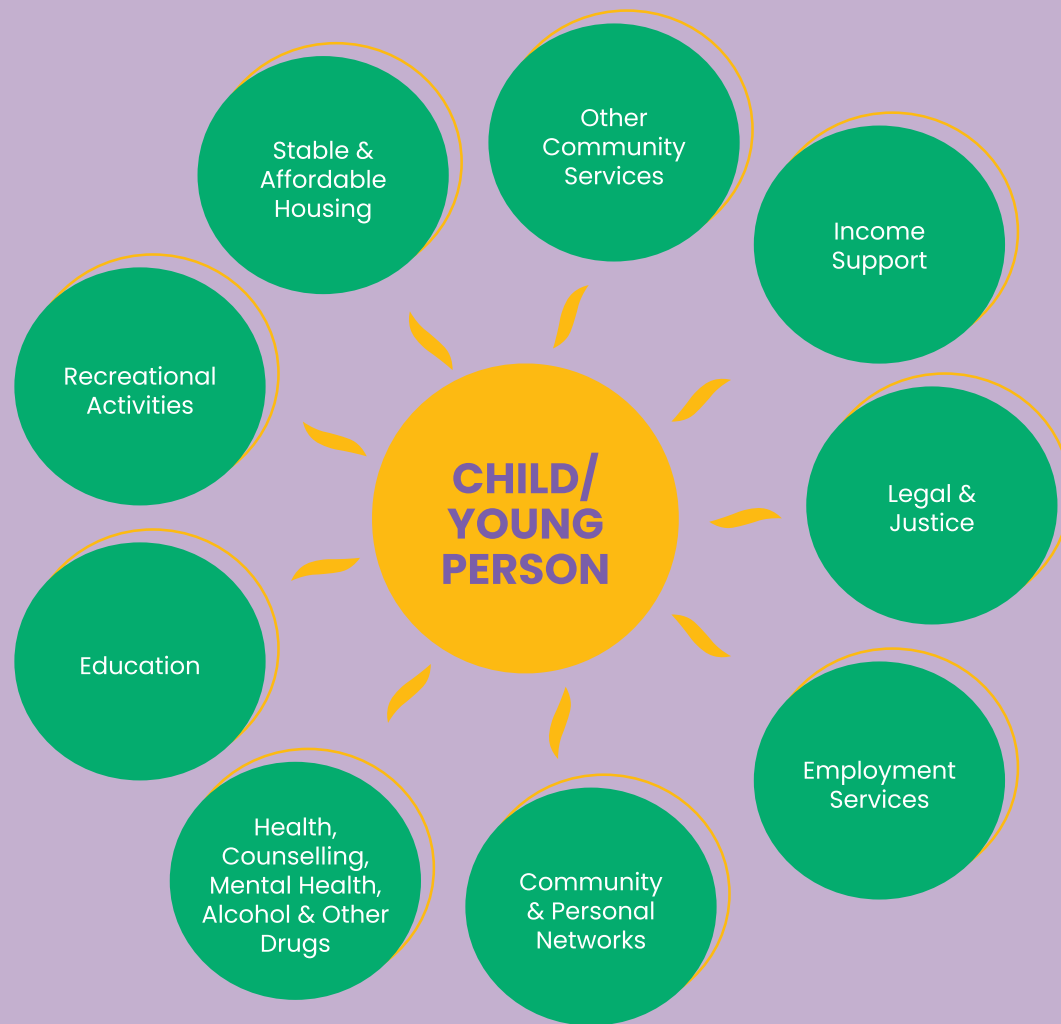 Other
Community
Services
Stable &
Affordable
Housing
Income
Support
Recreational
Activities
CHILD/
YOUNG
PERSON
Legal &
Justice
Education
Employment
Services
Health,
Counselling,
Mental Health,
Alcohol & Other
Drugs
Community
& Personal
Networks